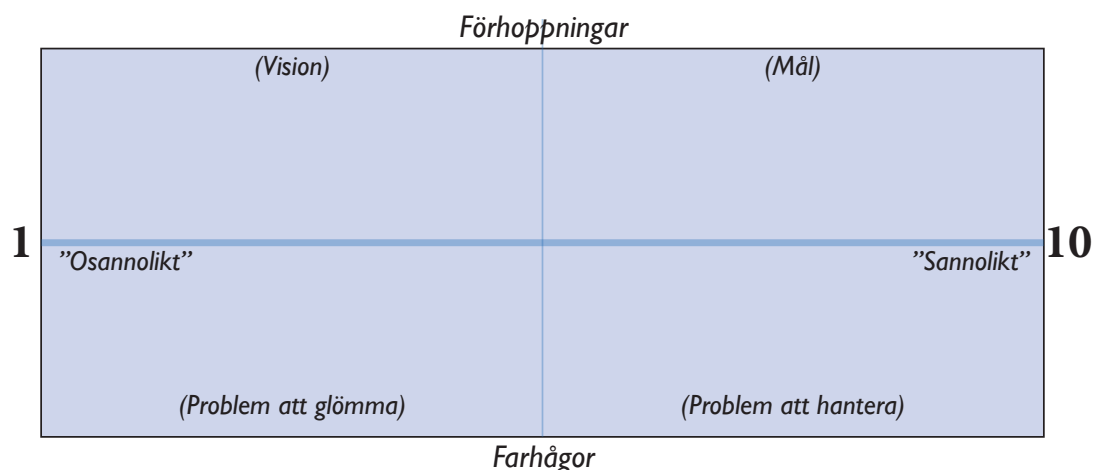 Förhoppningar
(Vision)
(Mål)
1
10
”Osannolikt”
”Sannolikt”
(Problem att glömma)
(Problem att hantera)
Farhågor